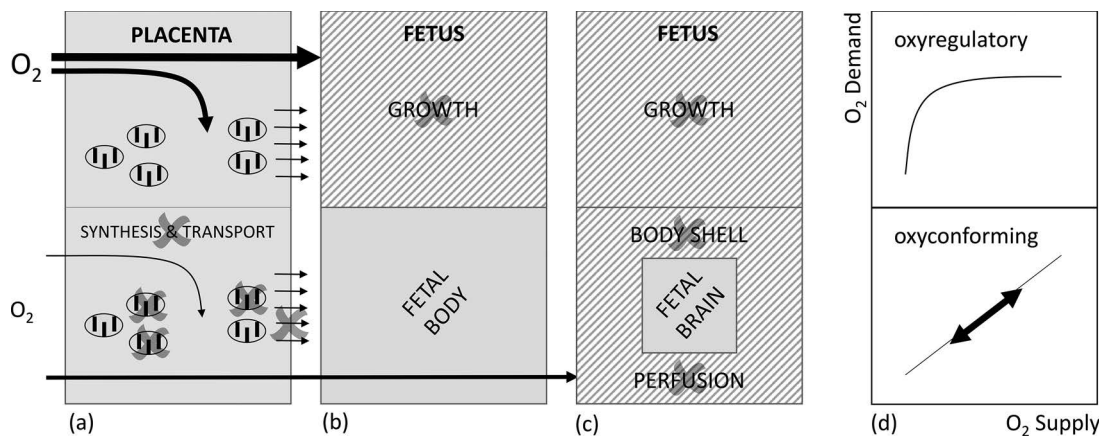 PLACENTA
FETUS
FETUS
oxyregulatory
O₂ Demand
O₂
GROWTH
GROWTH
SYNTHESIS & TRANSPORT
BODY SHELL
oxyconforming
O₂
FETAL
BODY
FETAL
BRAIN
PERFUSION
(a)
(b)
(c)
(d)
O₂ Supply